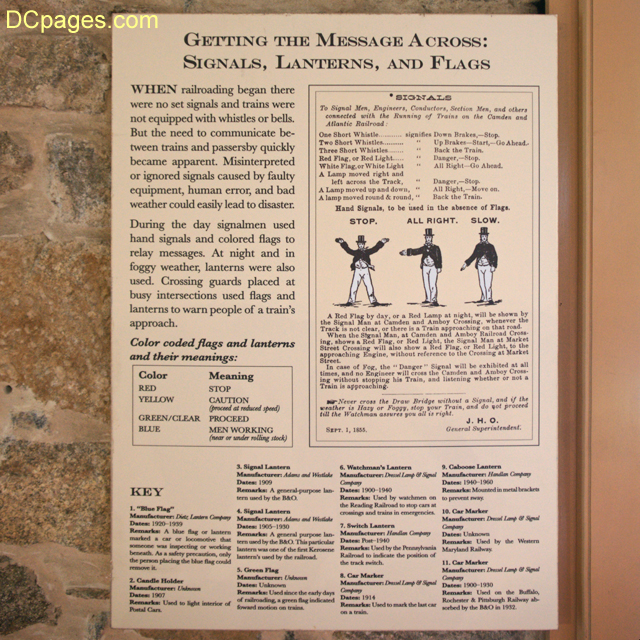 DCpages.com
GETTING THE MESSAGE ACROSS:
SIGNALS, LANTERNS, AND FLAGS
WHEN railroading began there
were no set signals and trains were
not equipped with whistles or bells.
But the need to communicate be-
tween trains and passersby quickly
became apparent. Misinterpreted
or ignored signals caused by faulty
equipment, human error, and bad
weather could easily lead to disaster.
During the day signalmen used
hand signals and colored flags to
relay messages. At night and in
foggy weather, lanterns were also
used. Crossing guards placed at
busy intersections used flags and
lanterns to warn people of a train's
approach.
Color coded flags and lanterns
and their meanings:
Color Meaning
RED STOP
YELLOW CAUTION
(proceed at reduced speed)
GREEN/CLEAR PROCEED
BLUE MEN WORKING
(near or under rolling stock)
SIGNALS
To Signal Men, Engineers, Conductors, Section Men, and others
connected with the Running of Trains on the Camden and
Atlantic Railroad:
One Short Whistle.......... signifies Down Brakes,—Stop.
Two Short Whistles......... " Up Brakes—Start,—Go Ahead.
Three Short Whistles....... " Back the Train.
Red Flag, or Red Light..... " Danger,—Stop.
White Flag, or White Light " All Right—Go Ahead.
A Lamp moved right and
left across the Track, " Danger,—Stop.
A Lamp moved up and down, " All Right,—Move on.
A lamp moved round & round, " Back the Train.
Hand Signals, to be used in the absence of Flags.
STOP. ALL RIGHT. SLOW.
A Red Flag by day, or a Red Lamp at night, will be shown by
the Signal Man at Camden and Amboy Crossing, whenever the
Track is not clear, or there is a Train approaching on that road.
When the Signal Man, at Camden and Amboy Railroad Cross-
ing, shows a Red Flag, or Red Light, the Signal Man at Market
Street Crossing will also show a Red Flag, or Red Light, to the
approaching Engine, without reference to the Crossing at Market
Street.
In case of Fog, the "Danger" Signal will be exhibited at all
times, and no Engineer will cross the Camden and Amboy Cross-
ing without stopping his Train, and listening whether or not a
Train is approaching.
Never cross the Draw Bridge without a Signal, and if the
weather is Hazy or Foggy, stop your Train, and do not proceed
till the Watchman assures you all is right.
J. H. O.
SEPT. 1, 1855. General Superintendent.
KEY
1. "Blue Flag"
Manufacturer: Dietz, Lantern Company
Dates: 1920–1939
Remarks: A blue flag or lantern
marked a car or locomotive that
someone was inspecting or working
beneath. As a safety precaution, only
the person placing the blue flag could
remove it.
2. Candle Holder
Manufacturer: Unknown
Dates: 1907
Remarks: Used to light interior of
Postal Cars.
3. Signal Lantern
Manufacturer: Adams and Westlake
Dates: 1909
Remarks: A general-purpose lan-
tern used by the B&O.
4. Signal Lantern
Manufacturer: Adams and Westlake
Dates: 1905–1930
Remarks: A general purpose lan-
tern used by the B&O. This particular
lantern was one of the first Kerosene
lantern's used by the railroad.
5. Green Flag
Manufacturer: Unknown
Dates: Unknown
Remarks: Used since the early days
of railroading, a green flag indicated
foward motion on trains.
6. Watchman's Lantern
Manufacturer: Dressel Lamp & Signal
Company
Dates: 1900–1940
Remarks: Used by watchmen on
the Reading Railroad to stop cars at
crossings and trains in emergencies.
7. Switch Lantern
Manufacturer: Handlan Company
Dates: Post–1940
Remarks: Used by the Pennsylvania
Railroad to indicate the position of
the track switch.
8. Car Marker
Manufacturer: Dressel Lamp & Signal
Company
Dates: 1914
Remarks: Used to mark the last car
on a train.
9. Caboose Lantern
Manufacturer: Handlan Company
Dates: 1940–1960
Remarks: Mounted in metal brackets
to prevent sway.
10. Car Marker
Manufacturer: Dressel Lamp & Signal
Company
Dates: Unknown
Remarks: Used by the Western
Maryland Railway.
11. Car Marker
Manufacturer: Dressel Lamp & Signal
Company
Dates: 1900–1930
Remarks: Used on the Buffalo,
Rochester & Pittsburgh Railway ab-
sorbed by the B&O in 1932.